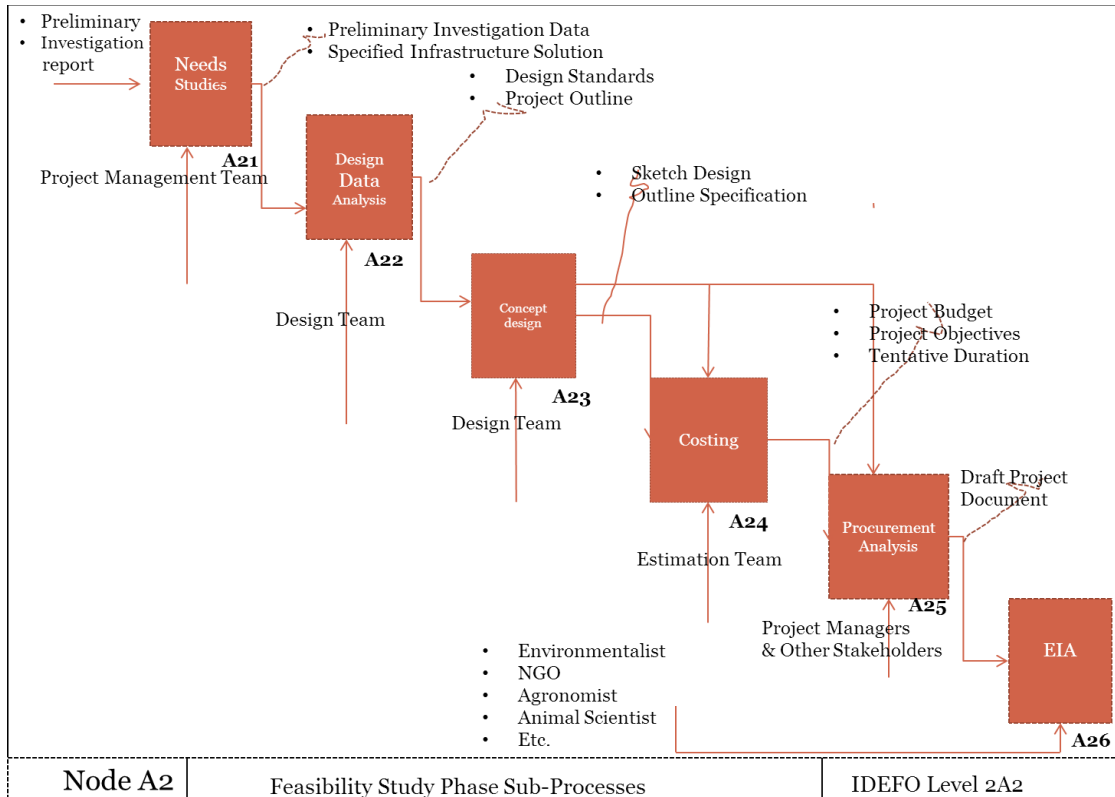 • Preliminary
• Investigation
report
Needs
Studies
A21
Project Management Team
• Preliminary Investigation Data
• Specified Infrastructure Solution
Design
Data
Analysis
A22
Design Team
• Design Standards
• Project Outline
Concept
design
A23
Design Team
• Sketch Design
• Outline Specification
Costing
A24
Estimation Team
• Project Budget
• Project Objectives
• Tentative Duration
Procurement
Analysis
A25
Project Managers
& Other Stakeholders
Draft Project
Document
EIA
A26
• Environmentalist
• NGO
• Agronomist
• Animal Scientist
• Etc.
Node A2
Feasibility Study Phase Sub-Processes
IDEFO Level 2A2